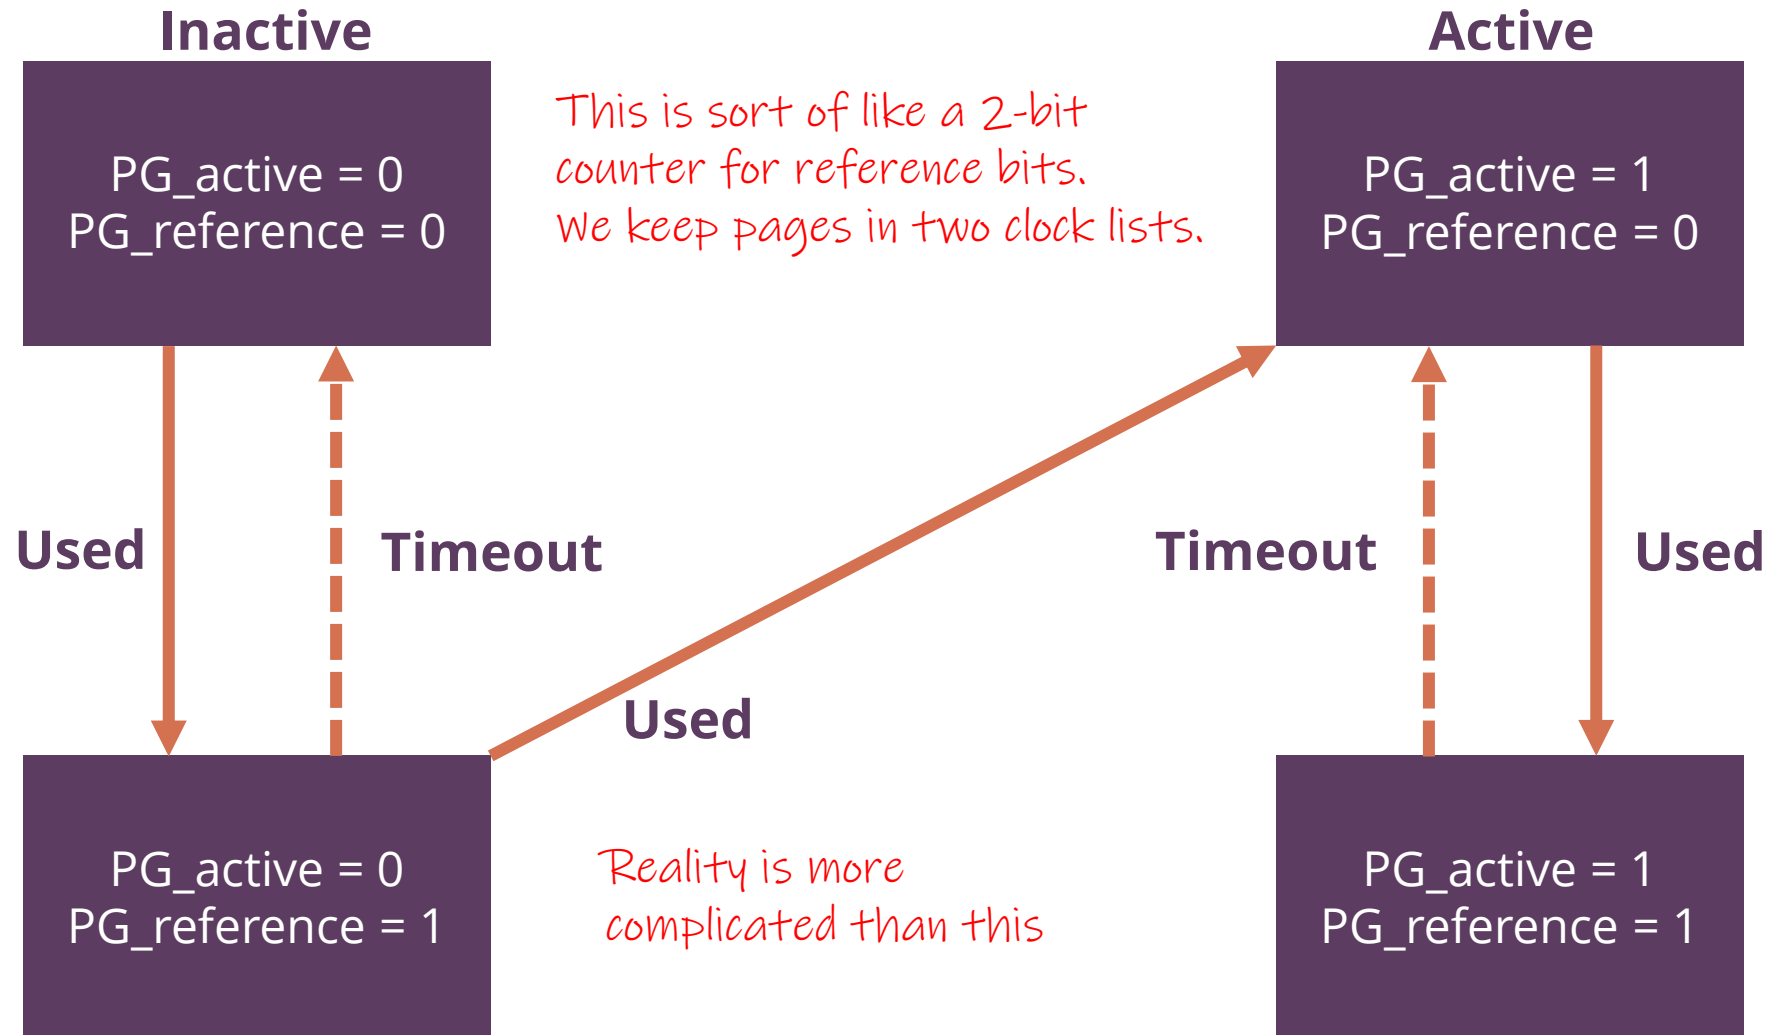 Inactive
Active
PG_active = 0
PG_reference = 0
This is sort of like a 2-bit
counter for reference bits.
We keep pages in two clock lists.
PG_active = 1
PG_reference = 0
Used
Timeout
Used
Timeout
Used
PG_active = 0
PG_reference = 1
Reality is more
complicated than this
PG_active = 1
PG_reference = 1